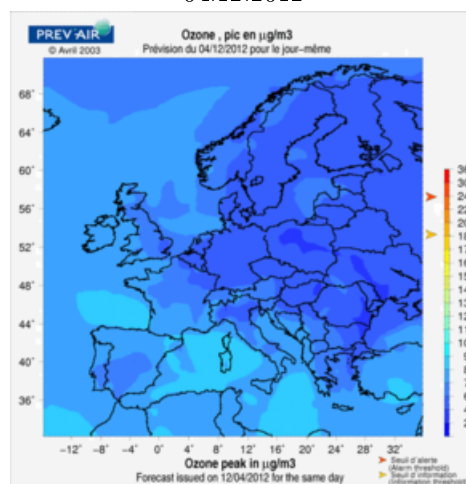 PREV'AIR
© Avril 2003
Ozone , pic en µg/m3
Prévision du 04/12/2012 pour le jour-même
68°
64°
60°
56°
52°
48°
44°
40°
36°
−12° −8° −4° 0° 4° 8° 12° 16° 20° 24° 28° 32°
Ozone peak in µg/m3
Forecast issued on 12/04/2012 for the same day
Seuil d'alerte
(Alarm threshold)
Seuil d'information
(Information threshold)